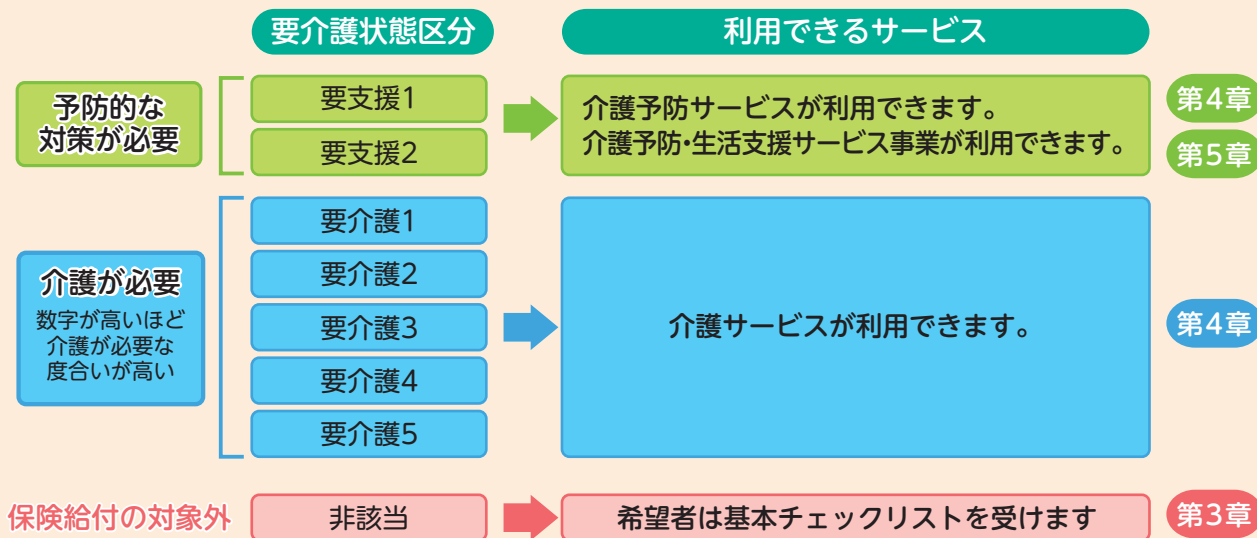 要介護状態区分
利用できるサービス
予防的な
対策が必要
要支援1
要支援2
介護予防サービスが利用できます。
介護予防・生活支援サービス事業が利用できます。
第4章
第5章
介護が必要
数字が高いほど
介護が必要な
度合いが高い
要介護1
要介護2
要介護3
要介護4
要介護5
介護サービスが利用できます。
第4章
保険給付の対象外
非該当
希望者は基本チェックリストを受けます
第3章